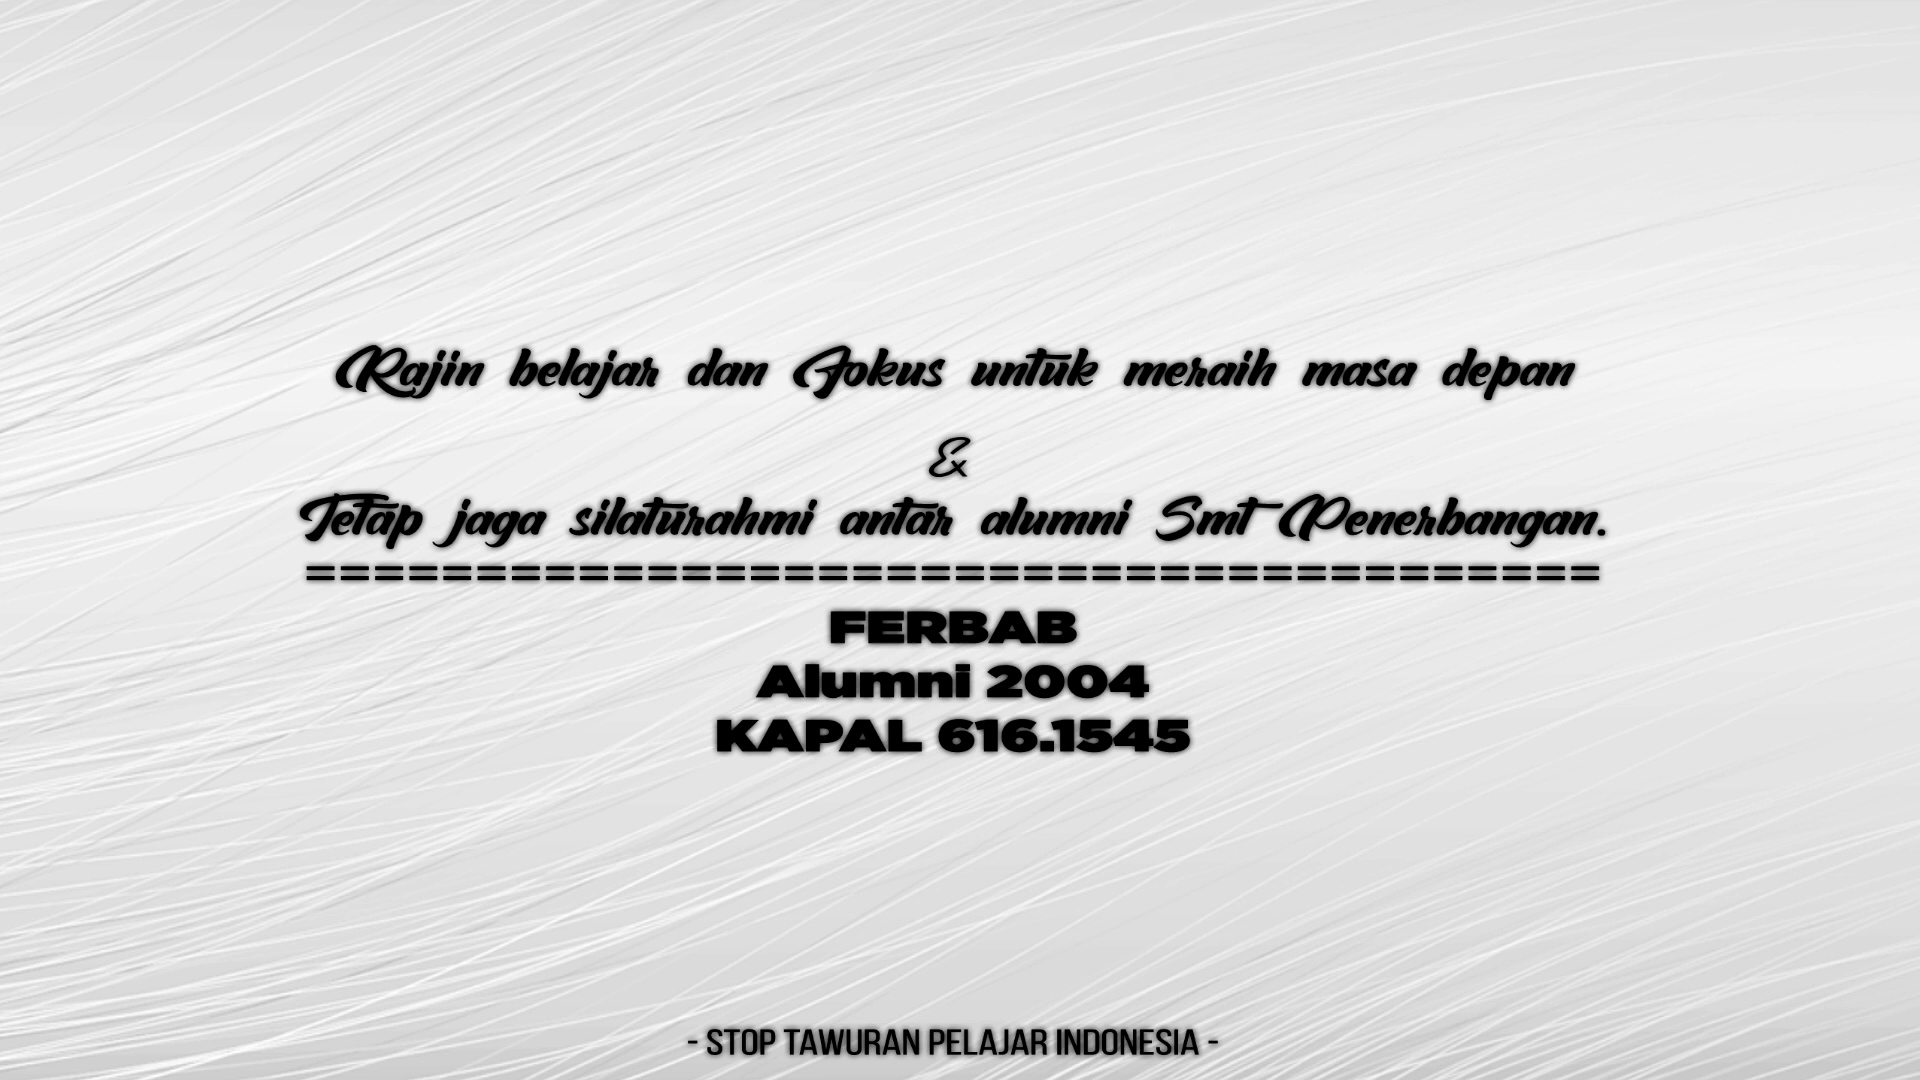 Rajin belajar dan Fokus untuk meraih masa depan
&
Tetap jaga silaturahmi antar alumni Smt Penerbangan.
======================================
FERBAB
Alumni 2004
KAPAL 616.1545
- STOP TAWURAN PELAJAR INDONESIA -